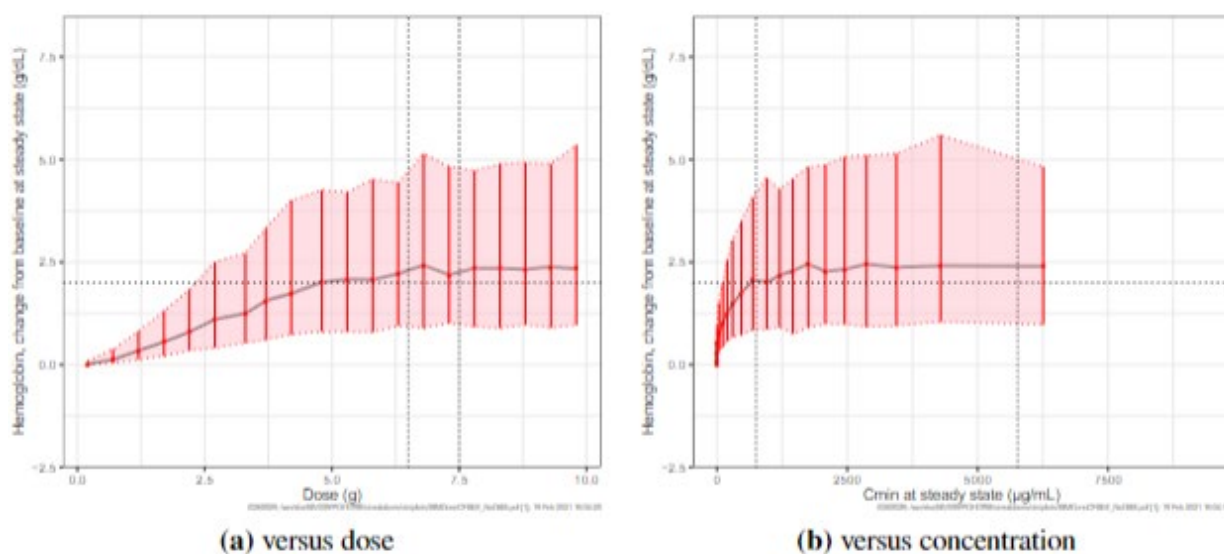 Hemoglobin, change from baseline at steady state (g/dL)
7.5
5.0
2.5
0.0
−2.5
0.0 2.5 5.0 7.5 10.0
Dose (g)
(a) versus dose
Hemoglobin, change from baseline at steady state (g/dL)
7.5
5.0
2.5
0.0
−2.5
0 2500 5000 7500
Cmin at steady state (µg/mL)
(b) versus concentration